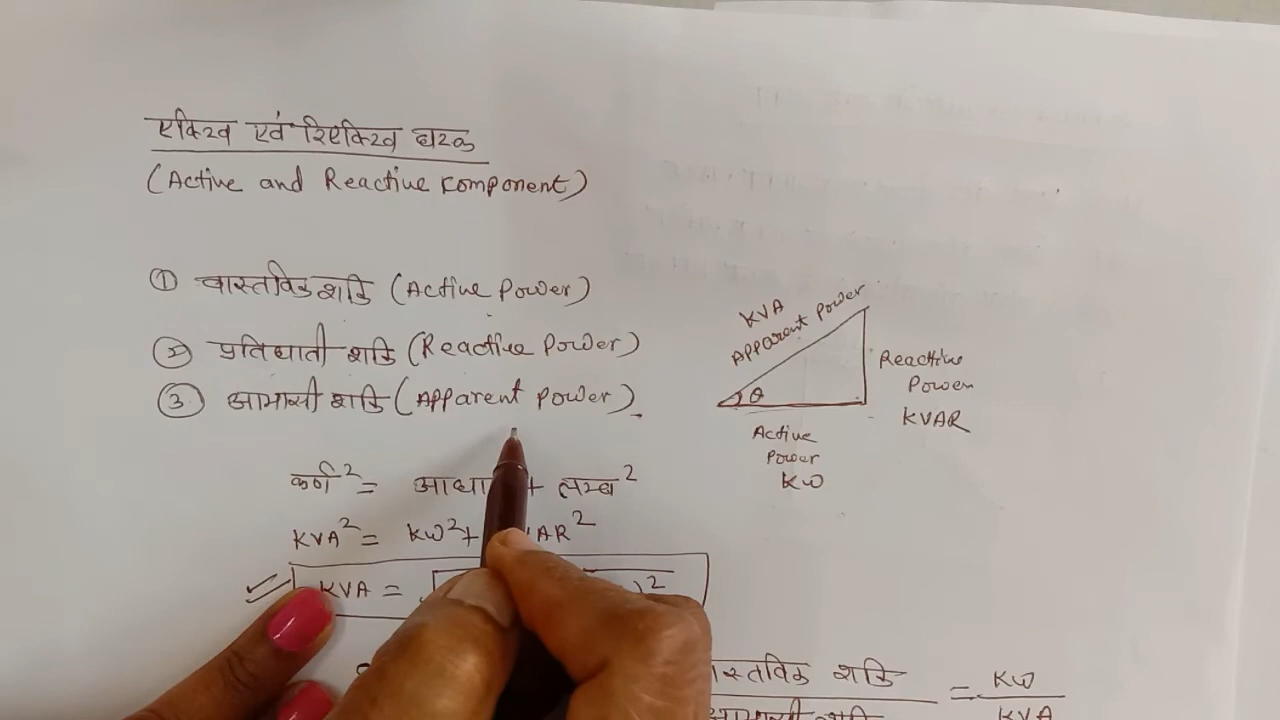 एक्टिव एवं रिएक्टिव घटक
(Active and Reactive component)
① वास्तविक शक्ति (Active Power)
② प्रतिघाती शक्ति (Reactive Power)
③ आभासी शक्ति (Apparent Power)
KVA
Apparent Power
θ
Reactive
Power
KVAR
Active
Power
KW
कर्ण² = + लम्ब²
KVA² = KW² +
KVA =
वास्तविक शक्ति = KW
आभासी शक्ति KVA